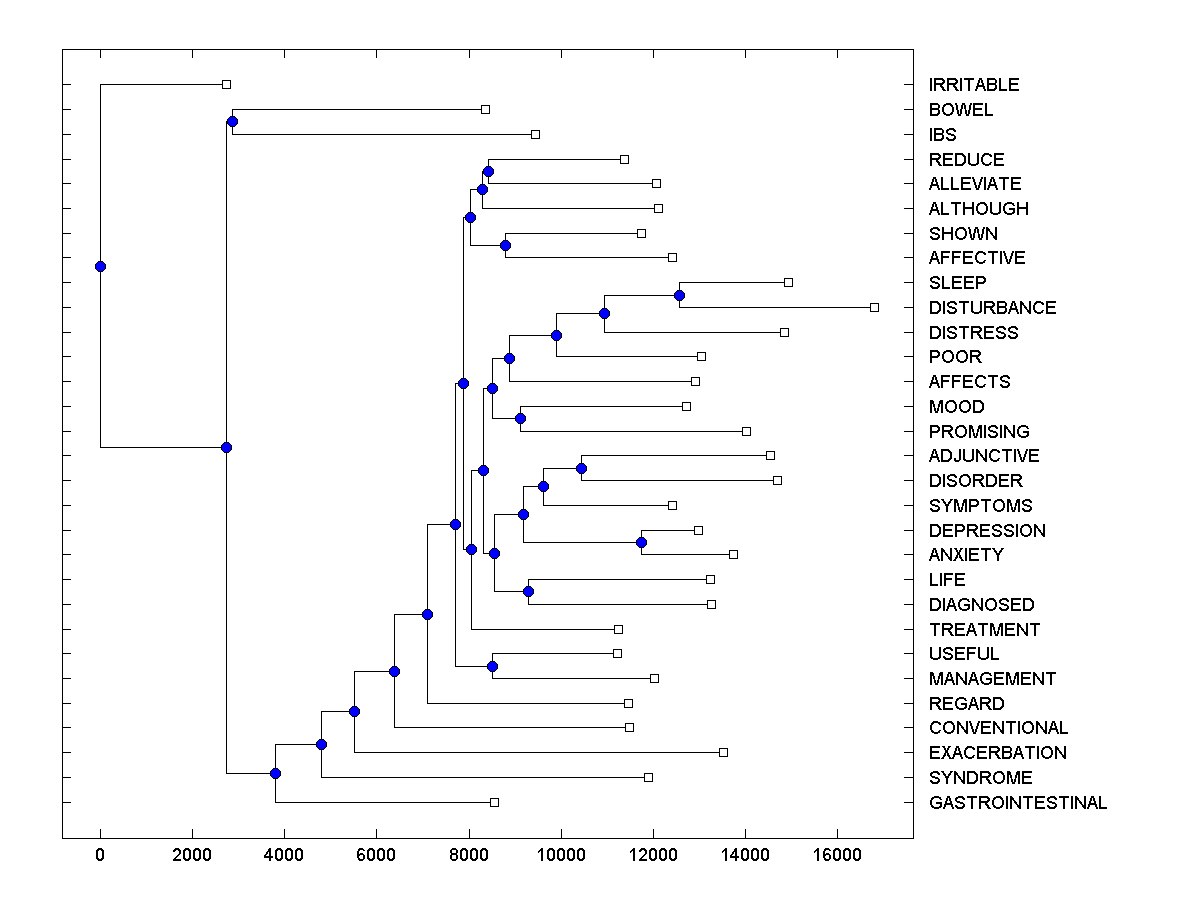 IRRITABLE
BOWEL
IBS
REDUCE
ALLEVIATE
ALTHOUGH
SHOWN
AFFECTIVE
SLEEP
DISTURBANCE
DISTRESS
POOR
AFFECTS
MOOD
PROMISING
ADJUNCTIVE
DISORDER
SYMPTOMS
DEPRESSION
ANXIETY
LIFE
DIAGNOSED
TREATMENT
USEFUL
MANAGEMENT
REGARD
CONVENTIONAL
EXACERBATION
SYNDROME
GASTROINTESTINAL
0 2000 4000 6000 8000 10000 12000 14000 16000